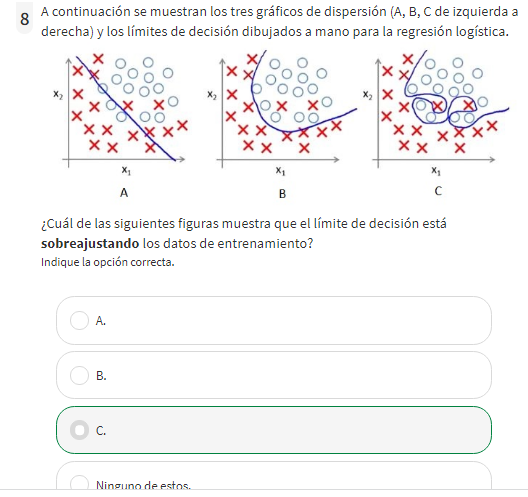 8
A continuación se muestran los tres gráficos de dispersión (A, B, C de izquierda a
derecha) y los límites de decisión dibujados a mano para la regresión logística.
x2 x2 x2
x1 x1 x1
A B C
¿Cuál de las siguientes figuras muestra que el límite de decisión está
sobreajustando los datos de entrenamiento?
Indique la opción correcta.
A.
B.
C.
Ninguno de estos.